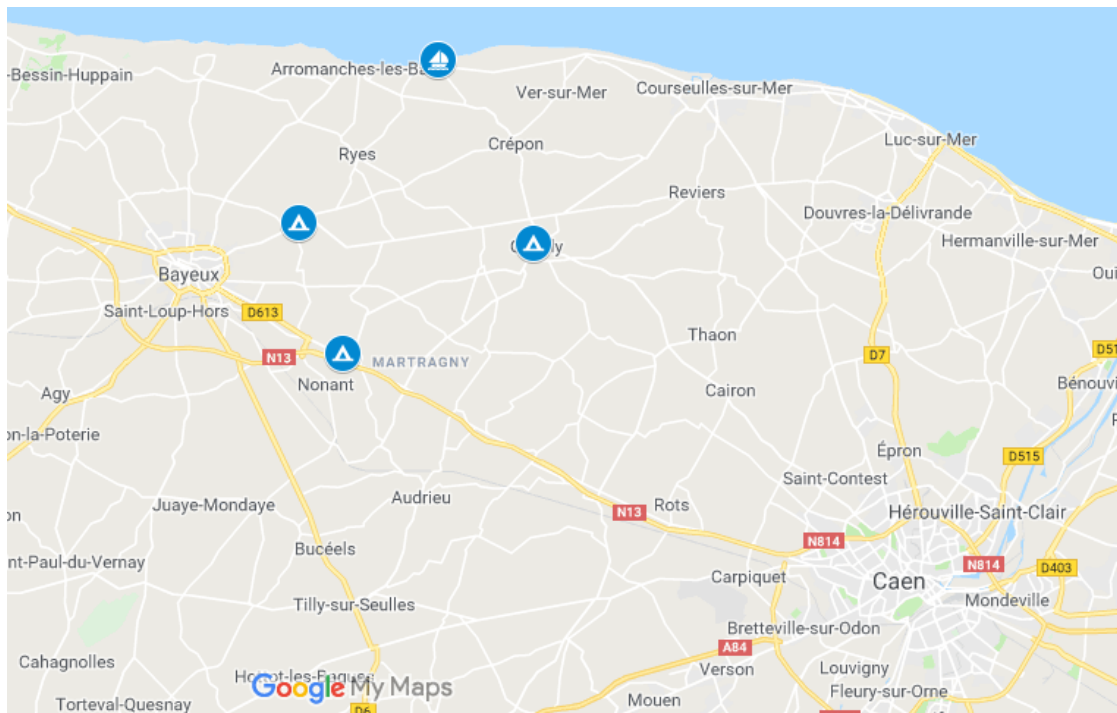 -Bessin-Huppain
Arromanches-les-Ba
Ver-sur-Mer
Courseulles-sur-Mer
Luc-sur-Mer
Crépon
Ryes
Reviers
Douvres-la-Délivrande
Hermanville-sur-Mer
Oui
Bayeux
Saint-Loup-Hors
D613
N13
MARTRAGNY
Nonant
Thaon
D7
D51
Bénouvi
Agy
Cairon
on-la-Poterie
Épron
D515
Saint-Contest
Juaye-Mondaye
Audrieu
N13
Rots
Hérouville-Saint-Clair
on
Bucéels
N814
N814
D403
nt-Paul-du-Vernay
Carpiquet
Caen
Mondeville
Tilly-sur-Seulles
Bretteville-sur-Odon
A84
Cahagnolles
Verson
Louvigny
Fleury-sur-Orne
Google My Maps
Torteval-Quesnay
Mouen
D6